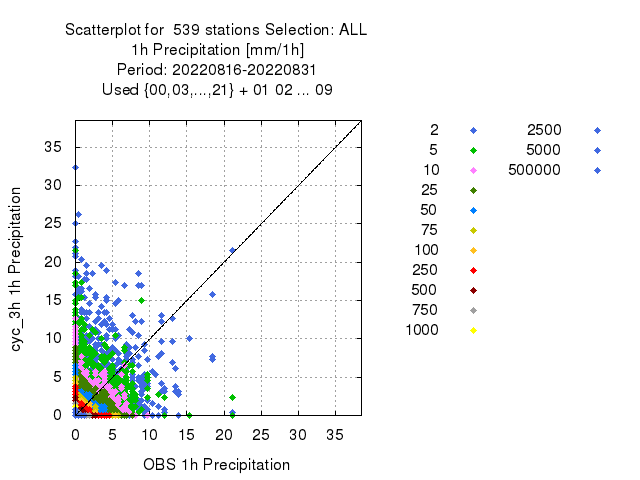 Scatterplot for  539 stations Selection: ALL
1h Precipitation [mm/1h]
Period: 20220816-20220831
Used {00,03,...,21} + 01 02 ... 09
2 2500
5 5000
10 500000
25
50
75
100
250
500
750
1000
cyc_3h 1h Precipitation
35
30
25
20
15
10
5
0
0 5 10 15 20 25 30 35
OBS 1h Precipitation